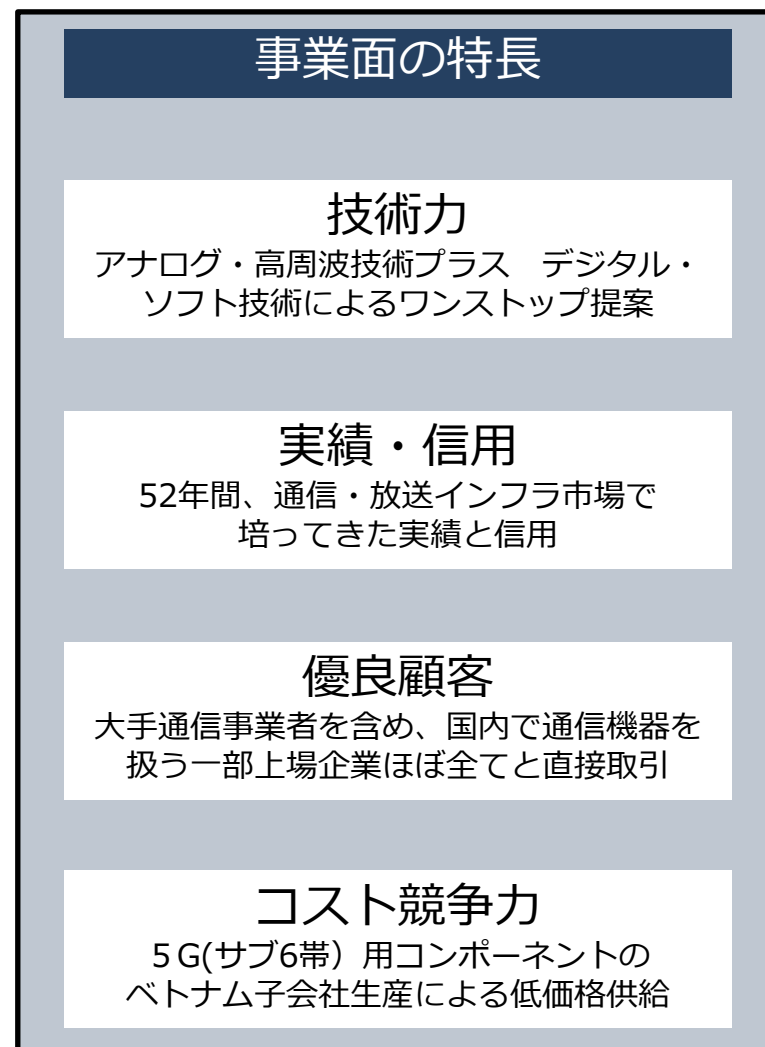 事業面の特長
技術力
アナログ・高周波技術プラス　デジタル・
ソフト技術によるワンストップ提案
実績・信用
52年間、通信・放送インフラ市場で
培ってきた実績と信用
優良顧客
大手通信事業者を含め、国内で通信機器を
扱う一部上場企業ほぼ全てと直接取引
コスト競争力
５G(サブ6帯）用コンポーネントの
ベトナム子会社生産による低価格供給